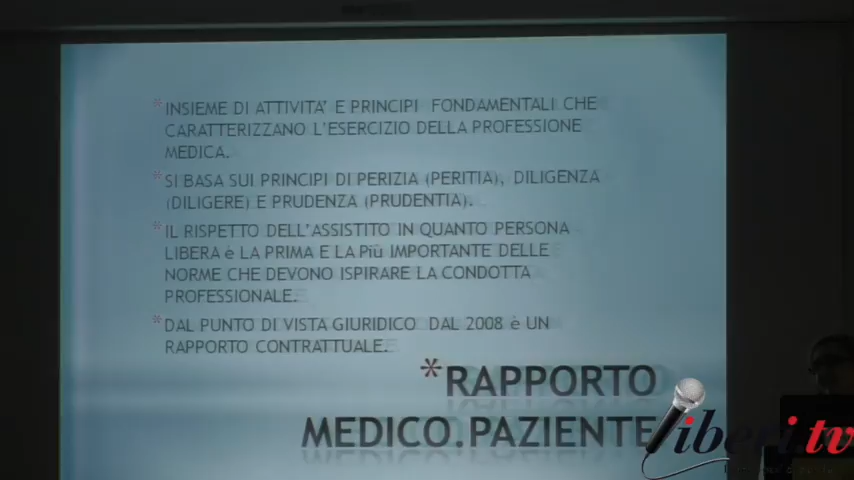 *INSIEME DI ATTIVITA' E PRINCIPI FONDAMENTALI CHE
CARATTERIZZANO L'ESERCIZIO DELLA PROFESSIONE
MEDICA.
*SI BASA SUI PRINCIPI DI PERIZIA (PERITIA), DILIGENZA
(DILIGERE) E PRUDENZA (PRUDENTIA).
*IL RISPETTO DELL'ASSISTITO IN QUANTO PERSONA
LIBERA è LA PRIMA E LA Più IMPORTANTE DELLE
NORME CHE DEVONO ISPIRARE LA CONDOTTA
PROFESSIONALE.
*DAL PUNTO DI VISTA GIURIDICO DAL 2008 è UN
RAPPORTO CONTRATTUALE.
*RAPPORTO
MEDICO.PAZIENTE
liberi.tv